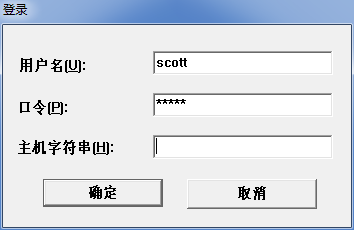 登录
用户名(U): scott
口令(P): *****
主机字符串(H):
确定 取消